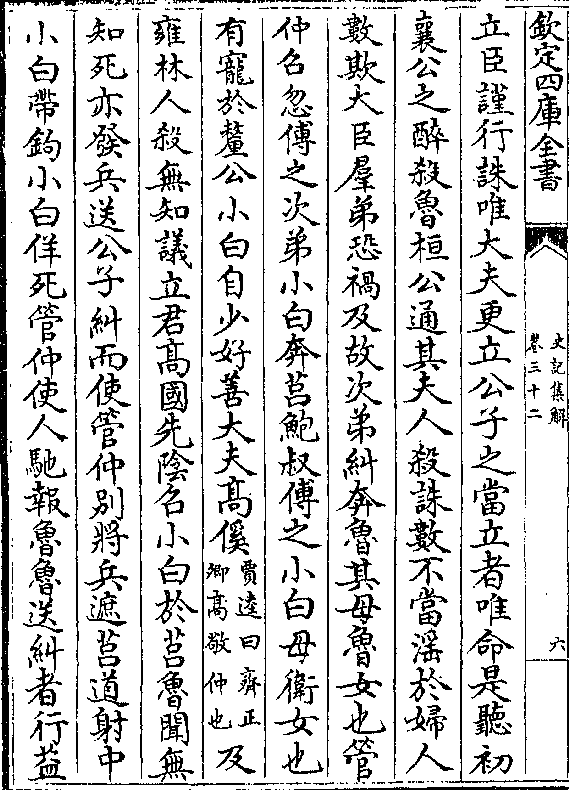 欽定四庫全書
史記集解
卷三十二
六
立臣謹行誅唯大夫更立公子之當立者唯命是聽初
襄公之醉殺魯桓公通其夫人殺誅數不當滛於婦人
數欺大臣羣弟恐禍及故次弟糾奔魯其母魯女也管
仲召忽傅之次弟小白奔莒鮑叔傅之小白母衛女也
有寵於釐公小白自少好善大夫高傒賈逵曰齊正卿高敬仲也及
雍林人殺無知議立君高國先陰召小白於莒魯聞無
知死亦發兵送公子糾而使管仲別將兵遮莒道射中
小白帶鉤小白佯死管仲使人馳報魯魯送糾者行益